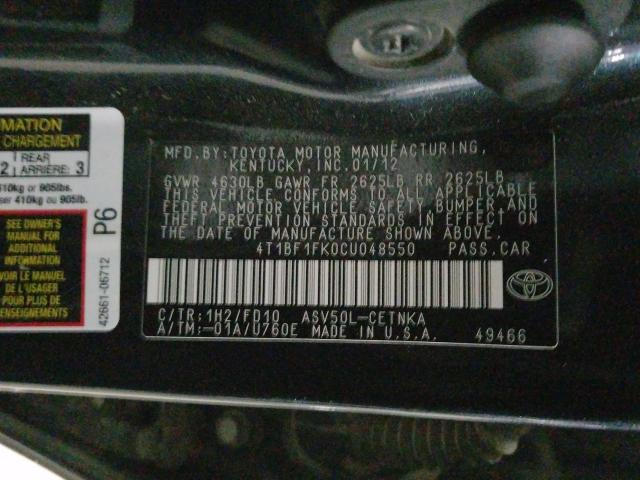 MFD.BY:TOYOTA MOTOR MANUFACTURING,
KENTUCKY, INC.01/12
GVWR 4630LB GAWR FR 2625LB RR 2625LB
THIS VEHICLE CONFORMS TO ALL APPLICABLE
FEDERAL MOTOR VEHICLE SAFETY BUMPER AND
THEFT PREVENTION STANDARDS IN EFFECT ON
THE DATE OF MANUFACTURE SHOWN ABOVE.
4T1BF1FK0CU048550 PASS.CAR
C/TR:1H2/FD10 ASV50L-CETNKA
A/TM:-01A/U760E MADE IN U.S.A. 49466
MATION
CHARGEMENT
2 REAR
ARRIÈRE: 3
410kg or 905lbs.
ser 410kg ou 905lb.
SEE OWNER'S
MANUAL FOR
ADDITIONAL
INFORMATION
VOIR LE MANUEL
DE L'USAGER
POUR PLUS DE
RENSEIGNEMENTS
P6
42661-06712